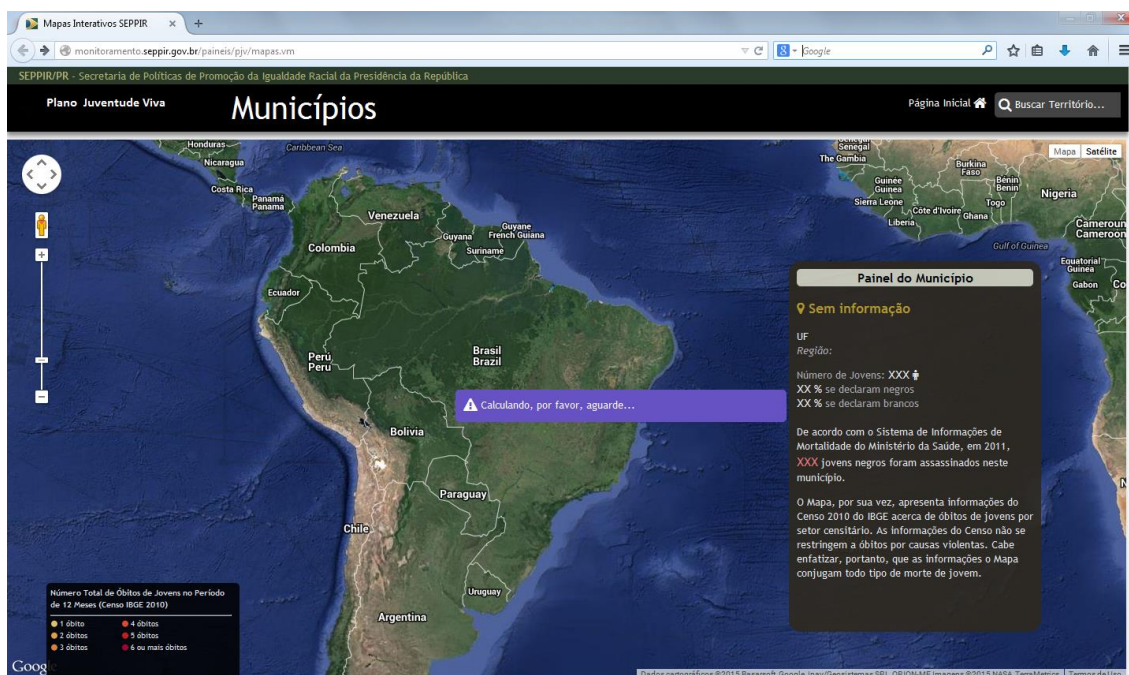 Mapas Interativos SEPPIR
monitoramento.seppir.gov.br/paineis/pjv/mapas.vm
Google
SEPPIR/PR - Secretaria de Políticas de Promoção da Igualdade Racial da Presidência da República
Plano Juventude Viva
Municípios
Página Inicial
Buscar Território...
Mapa
Satélite
Honduras
Caribbean Sea
Nicaragua
Costa Rica
Panamá
Panama
Venezuela
Colombia
Guyana
Guyane
French Guiana
Suriname
Ecuador
Perú
Peru
Brasil
Brazil
Bolivia
Paraguay
Chile
Uruguay
Argentina
Senegal
The Gambia
Guinée
Guinea
Sierra Leone
Liberia
Côte d'Ivoire
Burkina
Faso
Ghana
Togo
Bénin
Benin
Nigeria
Cameroun
Cameroon
Gulf of Guinea
Equatorial
Guinea
Gabon
Co
Calculando, por favor, aguarde...
Painel do Município
Sem informação
UF
Região:
Número de Jovens: XXX
XX % se declaram negros
XX % se declaram brancos
De acordo com o Sistema de Informações de
Mortalidade do Ministério da Saúde, em 2011,
XXX jovens negros foram assassinados neste
município.
O Mapa, por sua vez, apresenta informações do
Censo 2010 do IBGE acerca de óbitos de jovens por
setor censitário. As informações do Censo não se
restringem a óbitos por causas violentas. Cabe
enfatizar, portanto, que as informações o Mapa
conjugam todo tipo de morte de jovem.
Número Total de Óbitos de Jovens no Período
de 12 Meses (Censo IBGE 2010)
1 óbito
2 óbitos
3 óbitos
4 óbitos
5 óbitos
6 ou mais óbitos
Goog
Termos de Uso